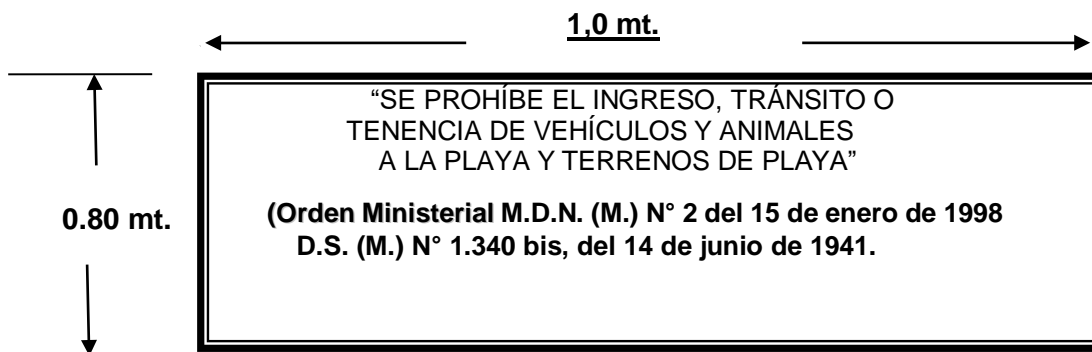 1,0 mt.
“SE PROHÍBE EL INGRESO, TRÁNSITO O
TENENCIA DE VEHÍCULOS Y ANIMALES
A LA PLAYA Y TERRENOS DE PLAYA”
0.80 mt.
(Orden Ministerial M.D.N. (M.) N° 2 del 15 de enero de 1998
D.S. (M.) N° 1.340 bis, del 14 de junio de 1941.